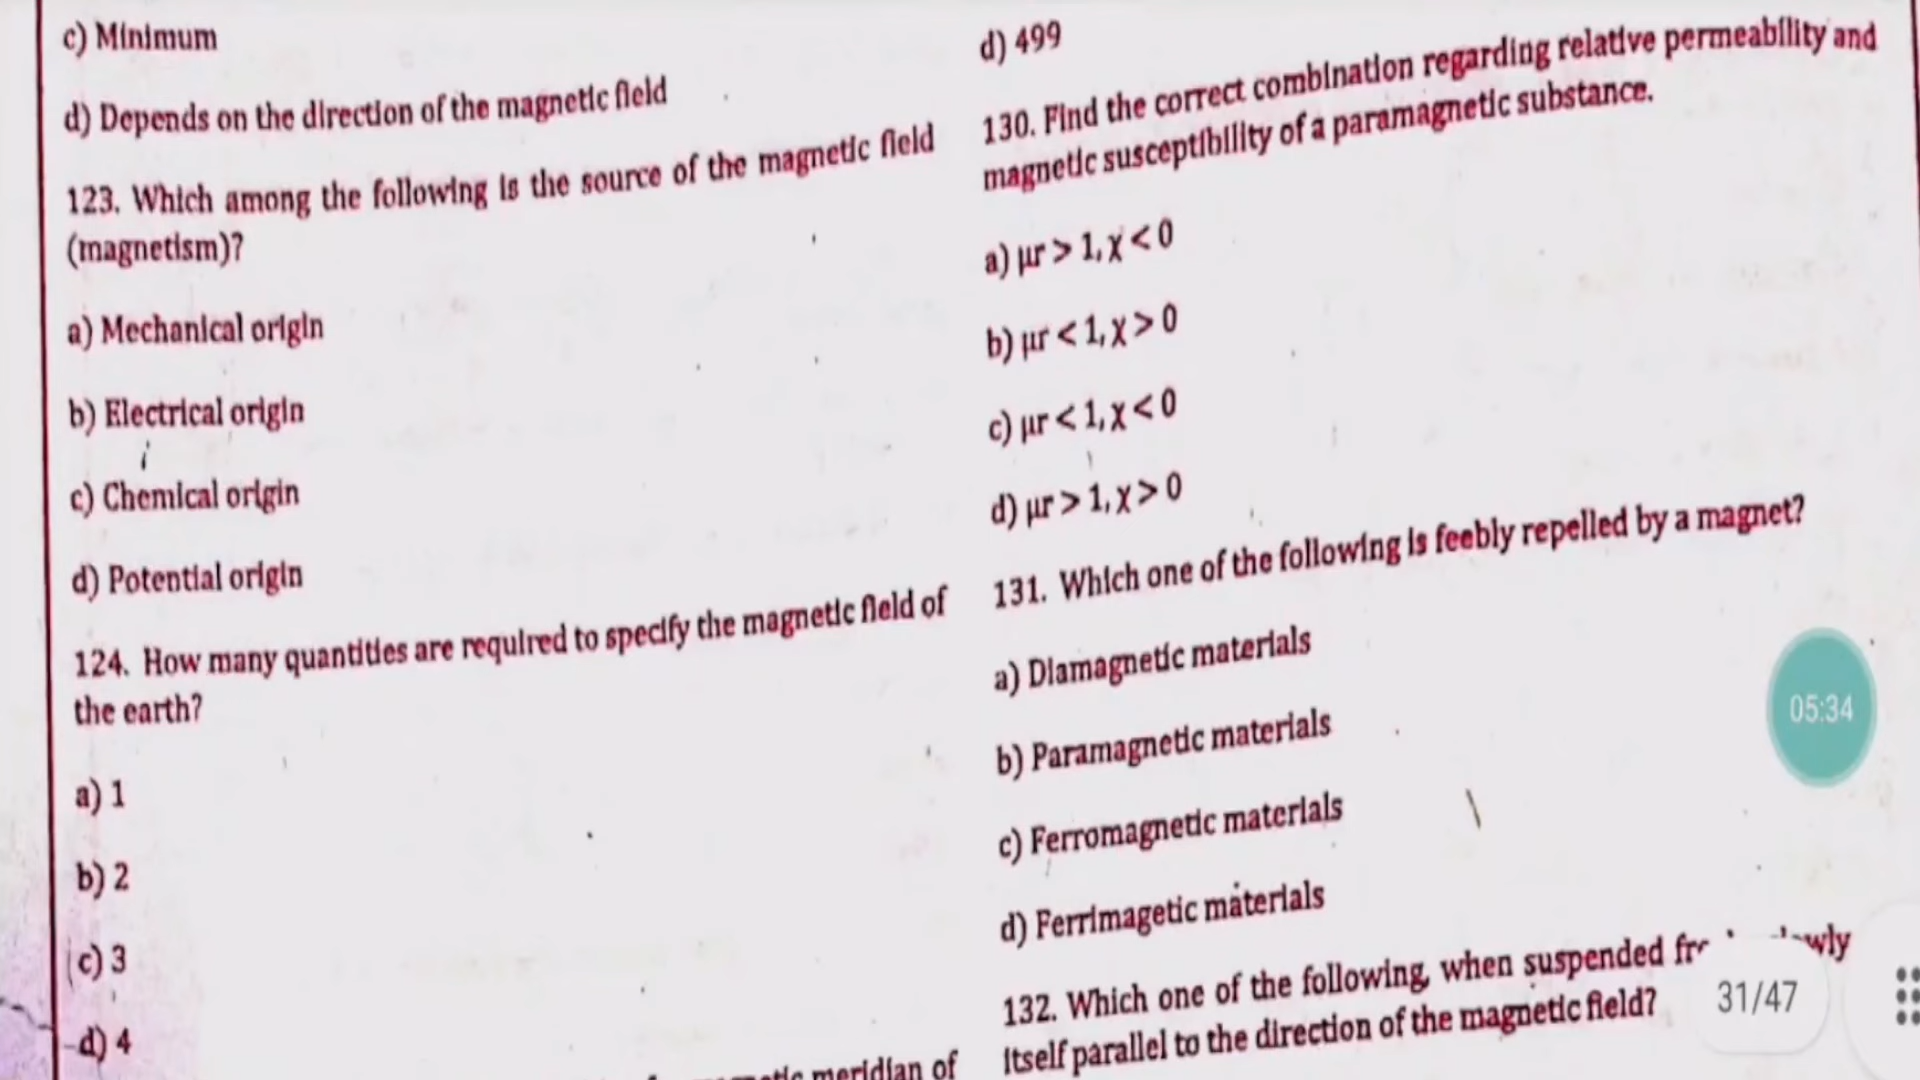 c) Minimum
d) Depends on the direction of the magnetic field
123. Which among the following is the source of the magnetic field
(magnetism)?
a) Mechanical origin
b) Electrical origin
c) Chemical origin
d) Potential origin
124. How many quantities are required to specify the magnetic field of
the earth?
a) 1
b) 2
c) 3
d) 4
meridian of
d) 499
130. Find the correct combination regarding relative permeability and
magnetic susceptibility of a paramagnetic substance.
a) μr > 1, χ < 0
b) μr < 1, χ > 0
c) μr < 1, χ < 0
d) μr > 1, χ > 0
131. Which one of the following is feebly repelled by a magnet?
a) Diamagnetic materials
b) Paramagnetic materials
c) Ferromagnetic materials
d) Ferrimagetic materials
132. Which one of the following, when suspended
itself parallel to the direction of the magnetic field?
05:34
31/47